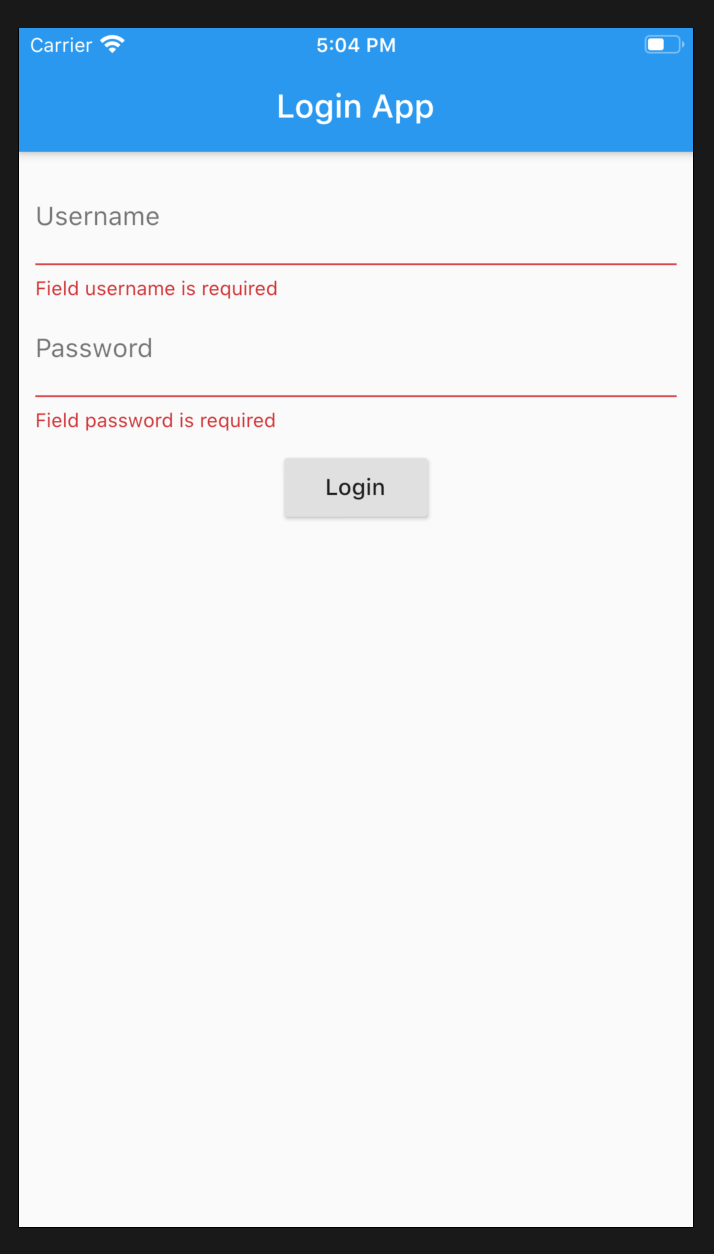 Carrier 5:04 PM
Login App
Username
Field username is required
Password
Field password is required
Login